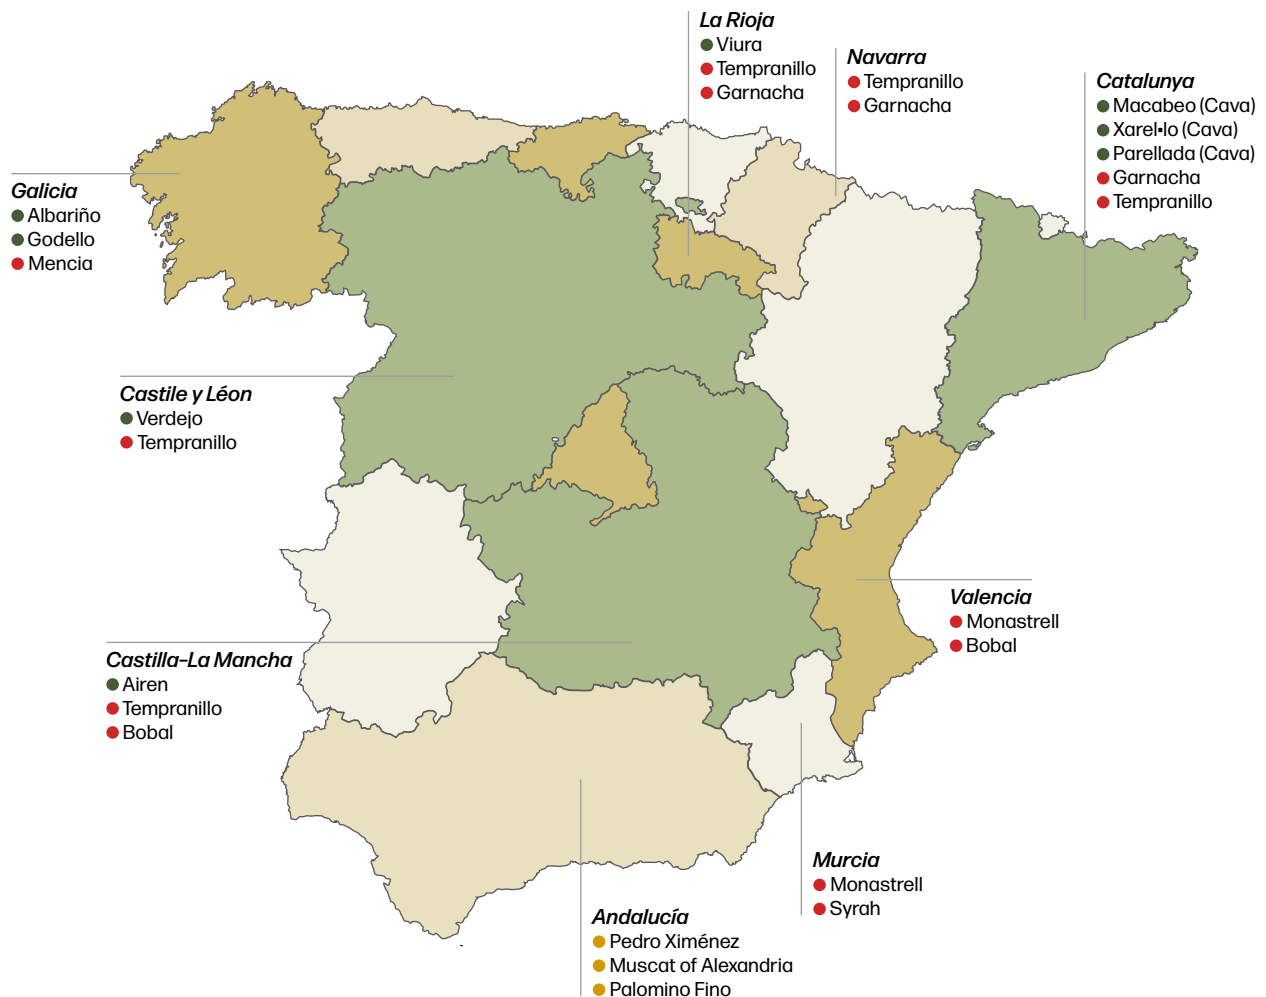 La Rioja
Viura
Tempranillo
Garnacha
Navarra
Tempranillo
Garnacha
Catalunya
Macabeo (Cava)
Xarel•lo (Cava)
Parellada (Cava)
Garnacha
Tempranillo
Galicia
Albariño
Godello
Mencia
Castile y Léon
Verdejo
Tempranillo
Valencia
Monastrell
Bobal
Castilla-La Mancha
Airen
Tempranillo
Bobal
Murcia
Monastrell
Syrah
Andalucía
Pedro Ximénez
Muscat of Alexandria
Palomino Fino